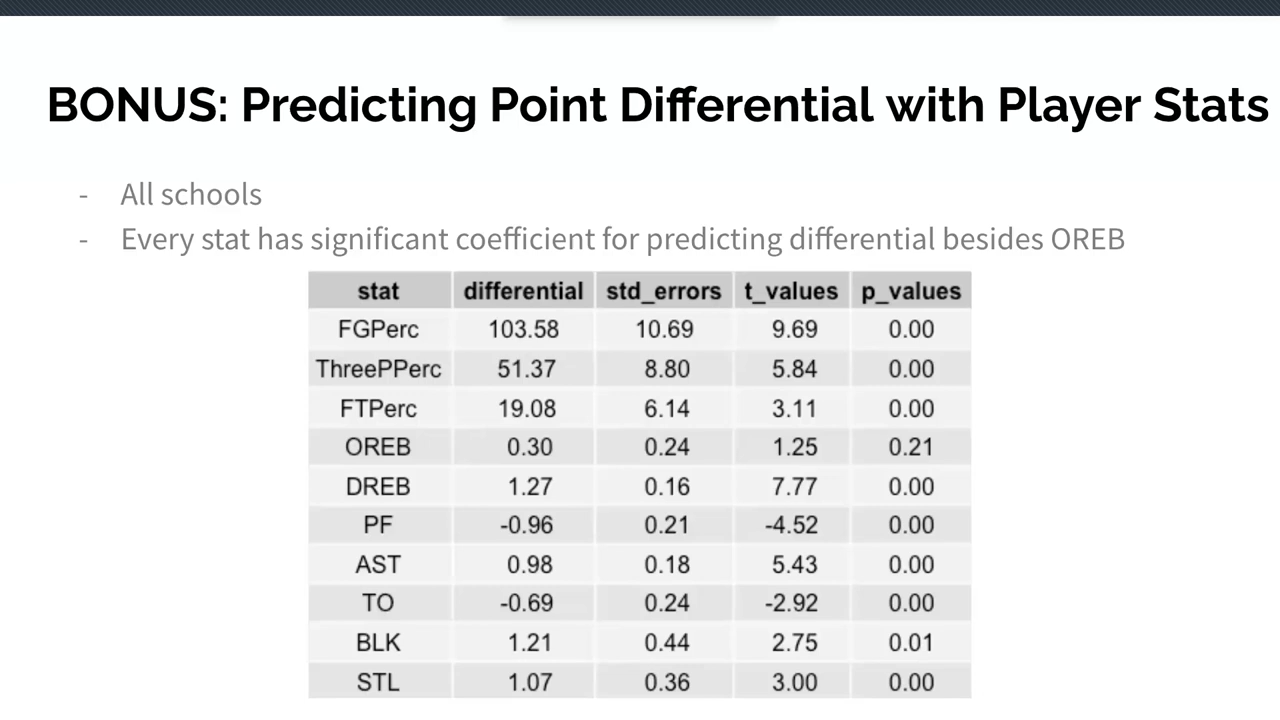 BONUS: Predicting Point Differential with Player Stats
- All schools
- Every stat has significant coefficient for predicting differential besides OREB
stat differential std_errors t_values p_values
FGPerc 103.58 10.69 9.69 0.00
ThreePPerc 51.37 8.80 5.84 0.00
FTPerc 19.08 6.14 3.11 0.00
OREB 0.30 0.24 1.25 0.21
DREB 1.27 0.16 7.77 0.00
PF -0.96 0.21 -4.52 0.00
AST 0.98 0.18 5.43 0.00
TO -0.69 0.24 -2.92 0.00
BLK 1.21 0.44 2.75 0.01
STL 1.07 0.36 3.00 0.00